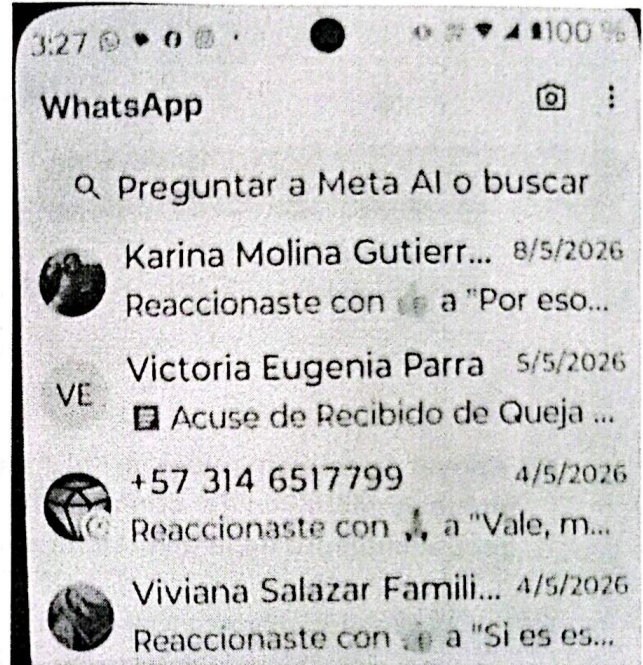 3:27 100 %
WhatsApp
Preguntar a Meta AI o buscar
Karina Molina Gutierr... 8/5/2026
Reaccionaste con 👍 a "Por eso...
VE Victoria Eugenia Parra 5/5/2026
Acuse de Recibido de Queja ...
+57 314 6517799 4/5/2026
Reaccionaste con 🙏 a "Vale, m...
Viviana Salazar Famili... 4/5/2026
Reaccionaste con 👍 a "Si es es...